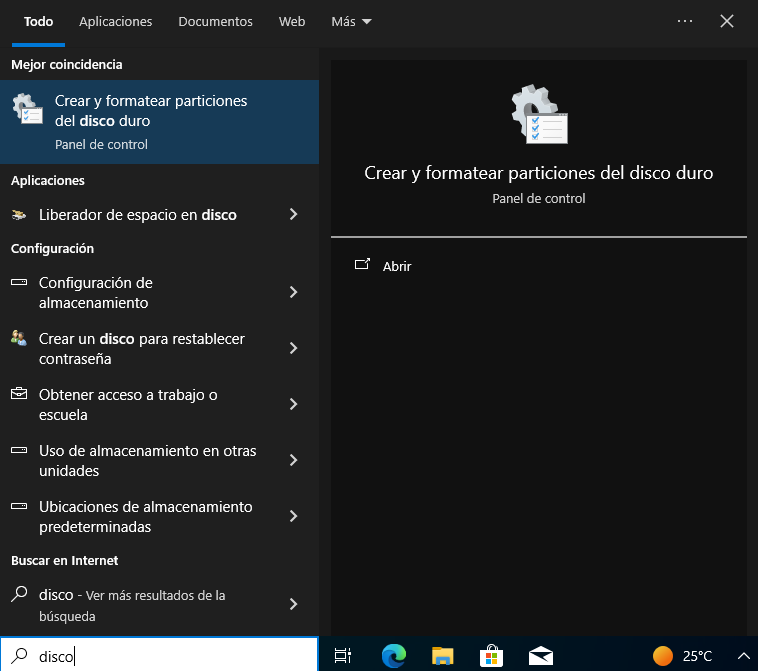 Todo Aplicaciones Documentos Web Más
Mejor coincidencia
Crear y formatear particiones
del disco duro
Panel de control
Aplicaciones
Liberador de espacio en disco
Configuración
Configuración de
almacenamiento
Crear un disco para restablecer
contraseña
Obtener acceso a trabajo o
escuela
Uso de almacenamiento en otras
unidades
Ubicaciones de almacenamiento
predeterminadas
Buscar en Internet
disco - Ver más resultados de la
búsqueda
Crear y formatear particiones del disco duro
Panel de control
Abrir
disco
25°C